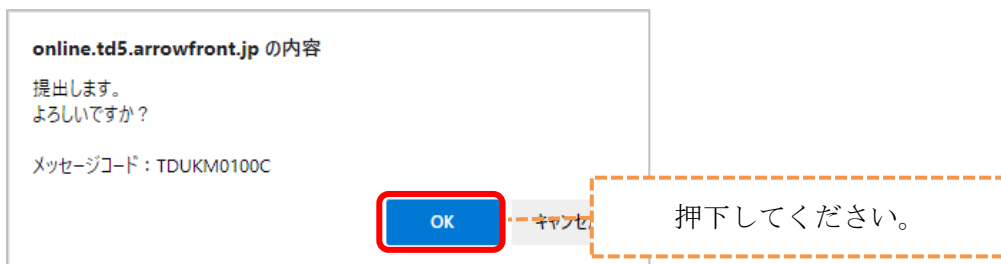 online.td5.arrowfront.jp の内容
提出します。
よろしいですか？
メッセージコード：TDUKM0100C
OK
押下してください。